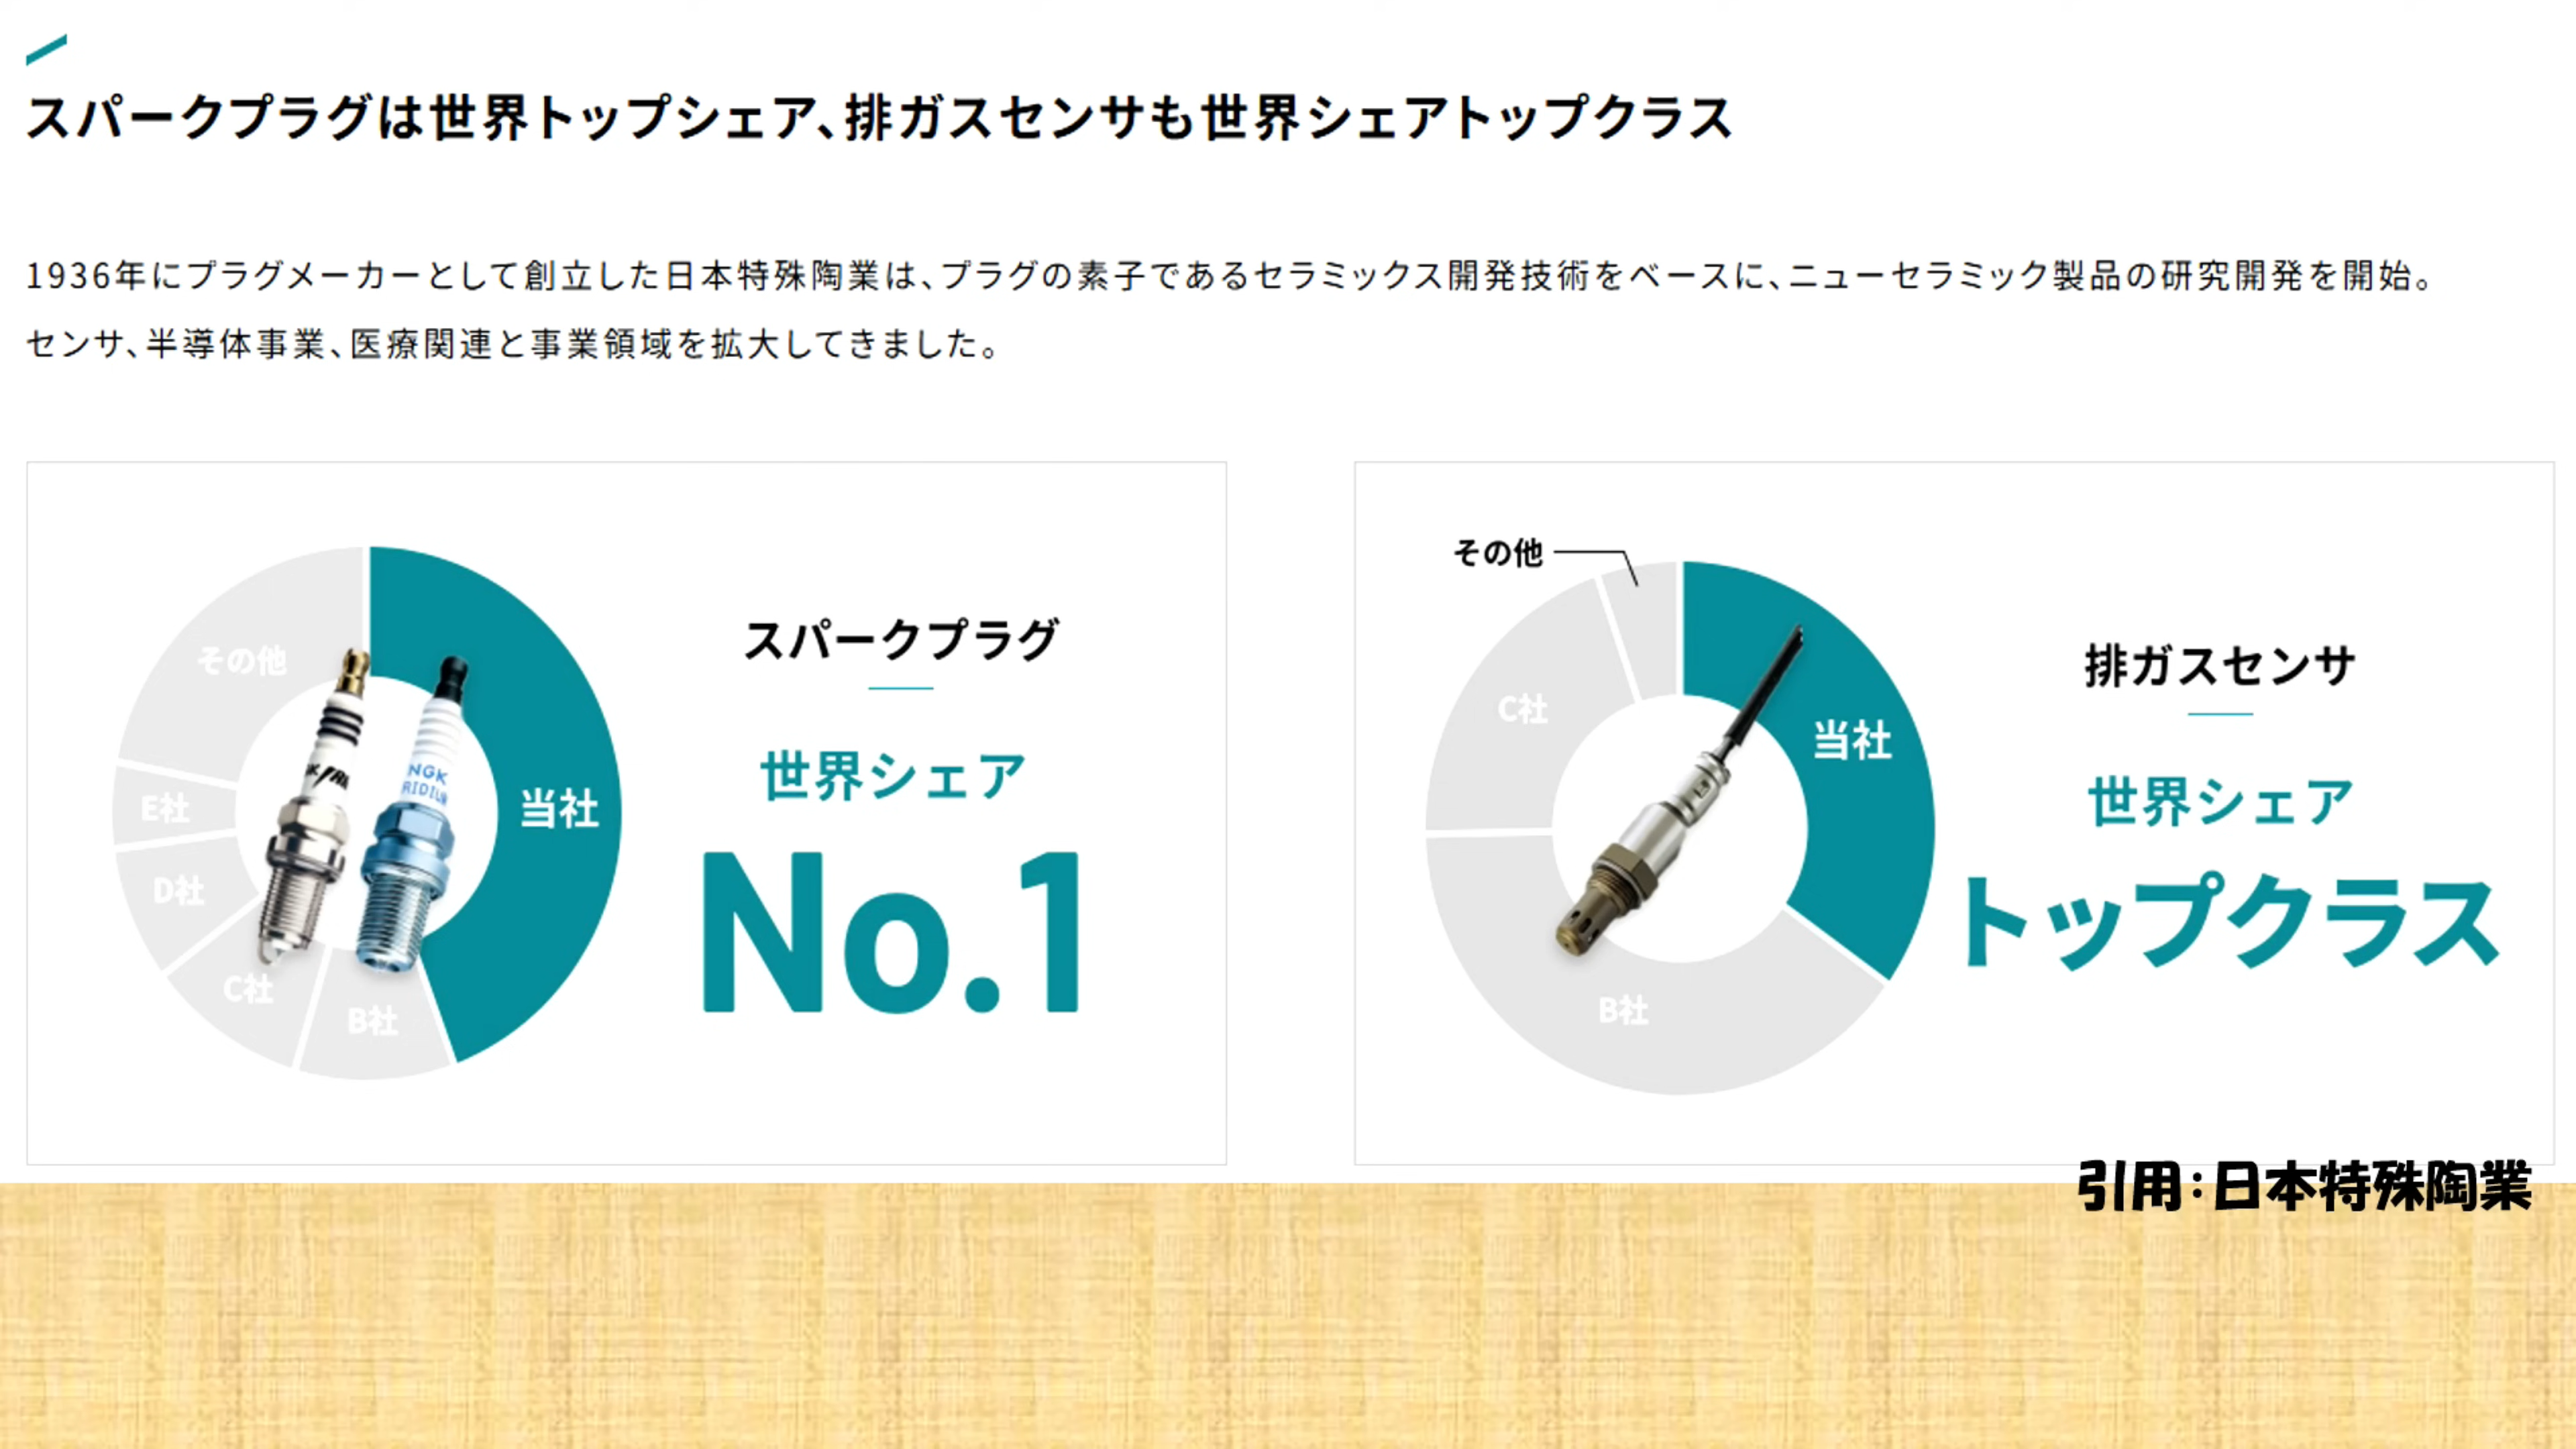 スパークプラグは世界トップシェア、排ガスセンサも世界シェアトップクラス
1936年にプラグメーカーとして創立した日本特殊陶業は、プラグの素子であるセラミックス開発技術をベースに、ニューセラミック製品の研究開発を開始。
センサ、半導体事業、医療関連と事業領域を拡大してきました。
その他
E社
D社
C社
B社
当社
NGK
スパークプラグ
世界シェア
No.1
その他
C社
B社
当社
排ガスセンサ
世界シェア
トップクラス
引用:日本特殊陶業